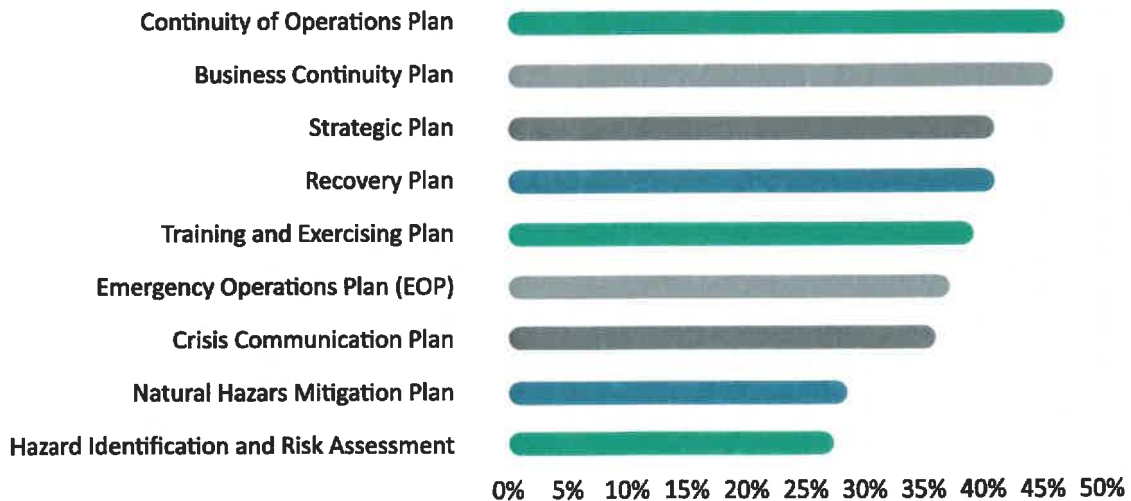 Continuity of Operations Plan
Business Continuity Plan
Strategic Plan
Recovery Plan
Training and Exercising Plan
Emergency Operations Plan (EOP)
Crisis Communication Plan
Natural Hazars Mitigation Plan
Hazard Identification and Risk Assessment
0% 5% 10% 15% 20% 25% 30% 35% 40% 45% 50%